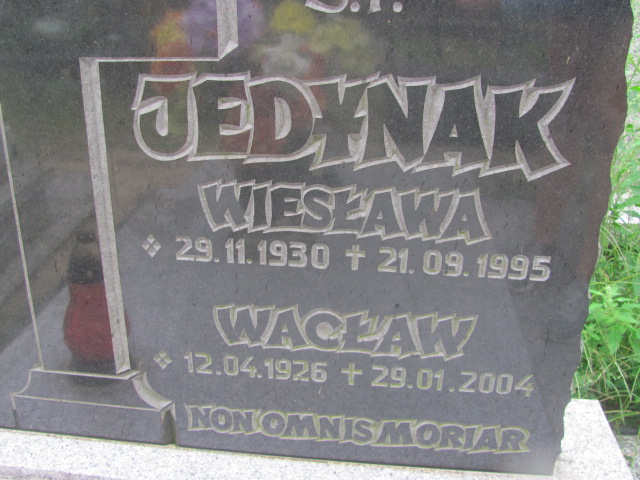 Ś.P.
JEDYNAK
WIESŁAWA
29.11.1930 + 21.09.1995
WACŁAW
12.04.1926 + 29.01.2004
NON OMNIS MORIAR